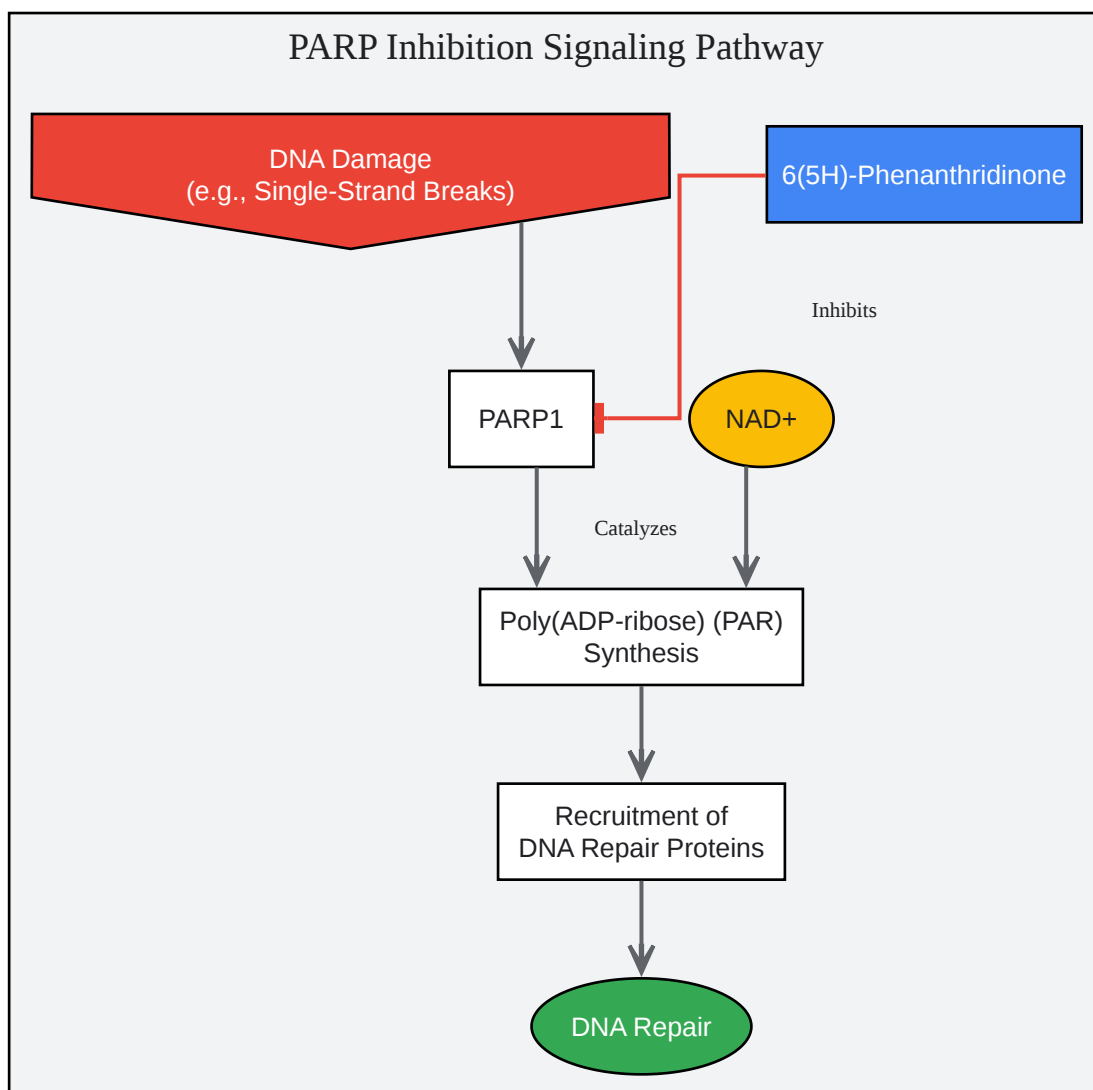 PARP Inhibition Signaling Pathway
DNA Damage
(e.g., Single-Strand Breaks)
6(5H)-Phenanthridinone
Inhibits
PARP1
NAD+
Catalyzes
Poly(ADP-ribose) (PAR)
Synthesis
Recruitment of
DNA Repair Proteins
DNA Repair